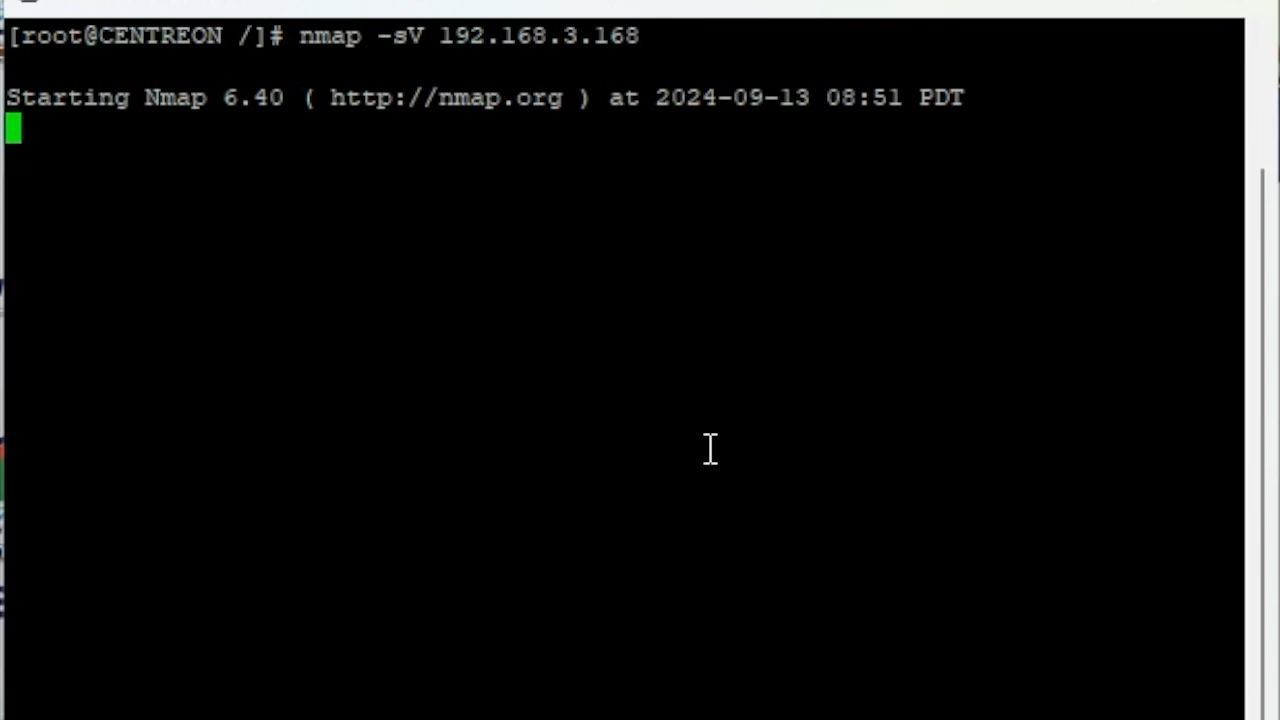 [root@CENTREON /]# nmap -sV 192.168.3.168
Starting Nmap 6.40 ( http://nmap.org ) at 2024-09-13 08:51 PDT